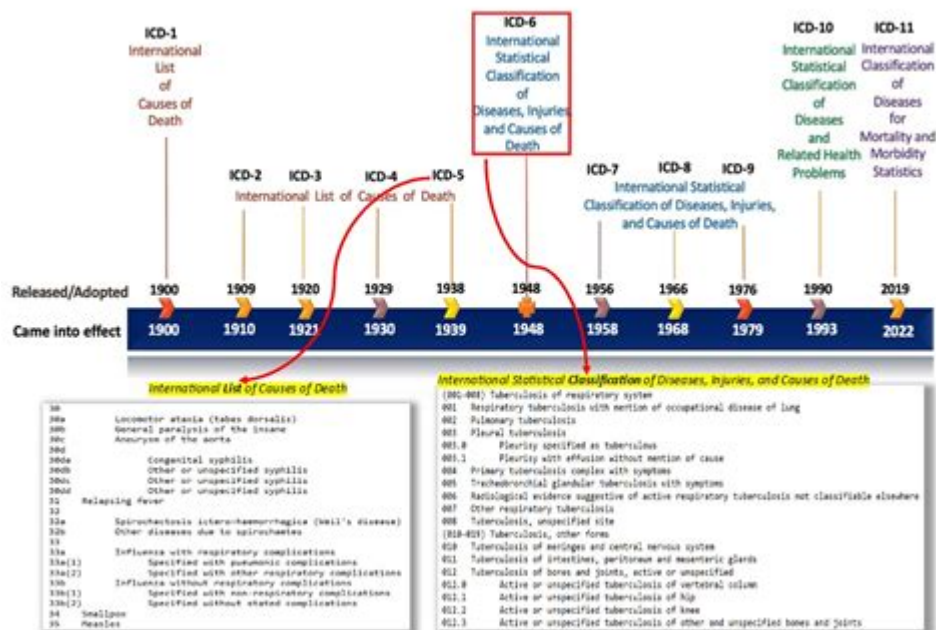 ICD-1
International
List
of
Causes of
Death
ICD-2
ICD-3
ICD-4
ICD-5
International List of Causes of Death
ICD-6
International
Statistical
Classification
of
Diseases, Injuries,
and Causes of
Death
ICD-7
ICD-8
ICD-9
International Statistical
Classification of Diseases, Injuries,
and Causes of Death
ICD-10
International
Statistical
Classification
of
Diseases
and
Related Health
Problems
ICD-11
International
Classification
of
Diseases
for
Mortality and
Morbidity
Statistics
Released/Adopted 1900 1909 1920 1929 1938 1948 1956 1966 1976 1990 2019
Came into effect 1900 1910 1921 1930 1939 1948 1958 1968 1979 1993 2022
International List of Causes of Death
30
30a Locomotor ataxia (tabes dorsalis)
30b General paralysis of the insane
30c Aneurysm of the aorta
30d
30da Congenital syphilis
30db Other or unspecified syphilis
30dc Other or unspecified syphilis
30dd Other or unspecified syphilis
31 Relapsing fever
32
32a Spirochaetosis ictero-haemorrhagica (Weil's disease)
32b Other diseases due to spirochaetes
33
33a Influenza with respiratory complications
33a(1) Specified with pneumonic complications
33a(2) Specified with other respiratory complications
33b Influenza without respiratory complications
33b(1) Specified with non-respiratory complications
33b(2) Specified without stated complications
34 Smallpox
35 Measles
International Statistical Classification of Diseases, Injuries, and Causes of Death
(001-008) Tuberculosis of respiratory system
001 Respiratory tuberculosis with mention of occupational disease of lung
002 Pulmonary tuberculosis
003 Pleural tuberculosis
003.0 Pleurisy specified as tuberculous
003.1 Pleurisy with effusion without mention of cause
004 Primary tuberculosis complex with symptoms
005 Tracheobronchial glandular tuberculosis with symptoms
006 Radiological evidence suggestive of active respiratory tuberculosis not classifiable elsewhere
007 Other respiratory tuberculosis
008 Tuberculosis, unspecified site
(010-019) Tuberculosis, other forms
010 Tuberculosis of meninges and central nervous system
011 Tuberculosis of intestines, peritoneum and mesenteric glands
012 Tuberculosis of bones and joints, active or unspecified
012.0 Active or unspecified tuberculosis of vertebral column
012.1 Active or unspecified tuberculosis of hip
012.2 Active or unspecified tuberculosis of knee
012.3 Active or unspecified tuberculosis of other and unspecified bones and joints